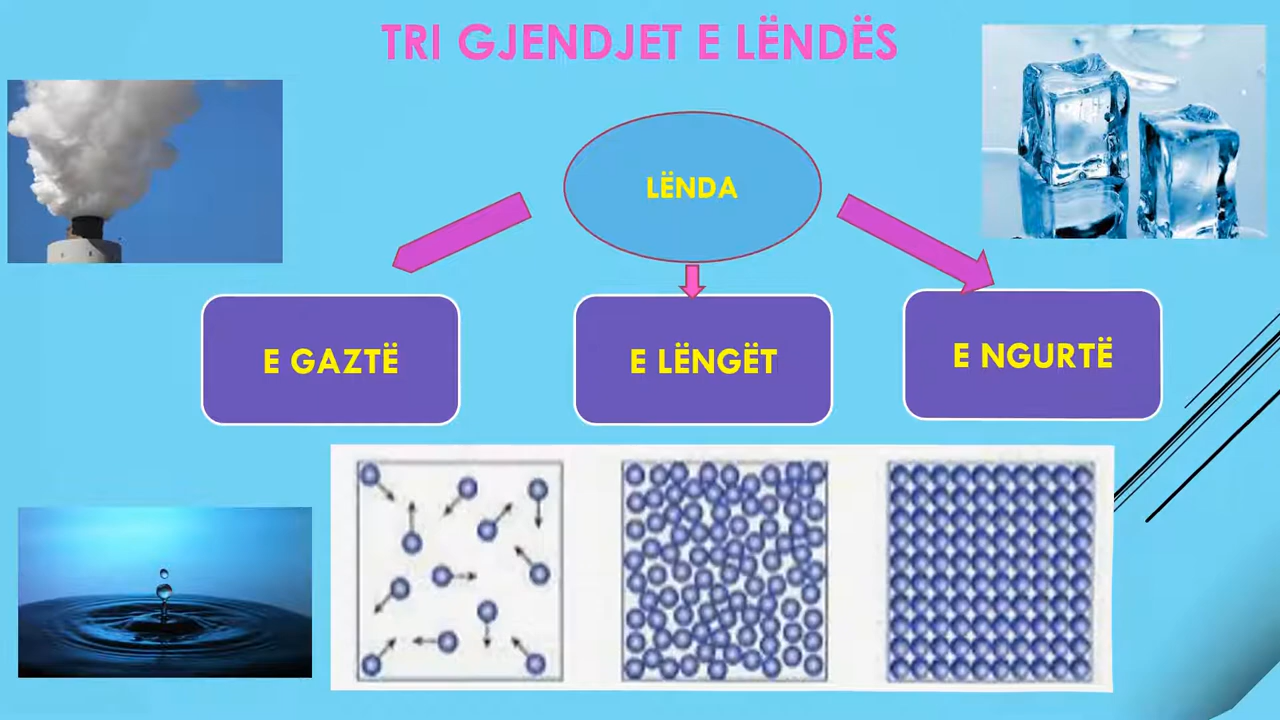 TRI GJENDJET E LËNDËS
LËNDA
E GAZTË
E LËNGËT
E NGURTË